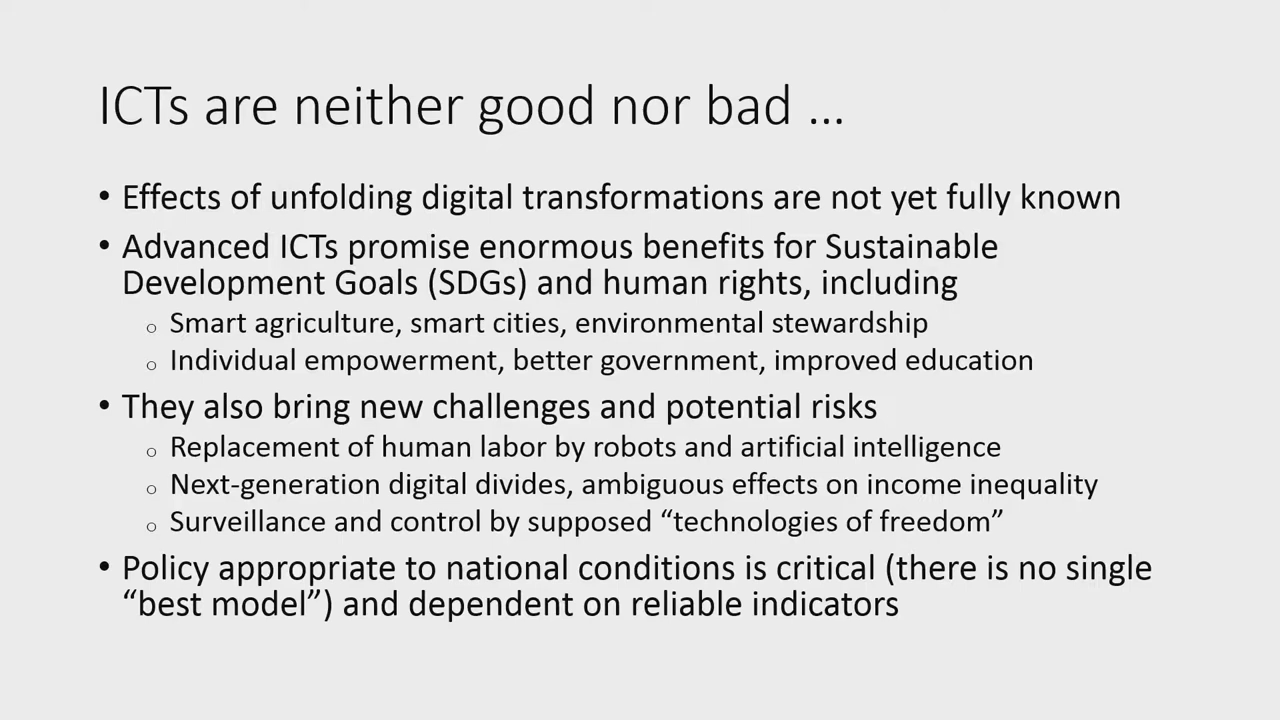 ICTs are neither good nor bad ...
• Effects of unfolding digital transformations are not yet fully known
• Advanced ICTs promise enormous benefits for Sustainable
Development Goals (SDGs) and human rights, including
o Smart agriculture, smart cities, environmental stewardship
o Individual empowerment, better government, improved education
• They also bring new challenges and potential risks
o Replacement of human labor by robots and artificial intelligence
o Next-generation digital divides, ambiguous effects on income inequality
o Surveillance and control by supposed “technologies of freedom”
• Policy appropriate to national conditions is critical (there is no single
“best model”) and dependent on reliable indicators